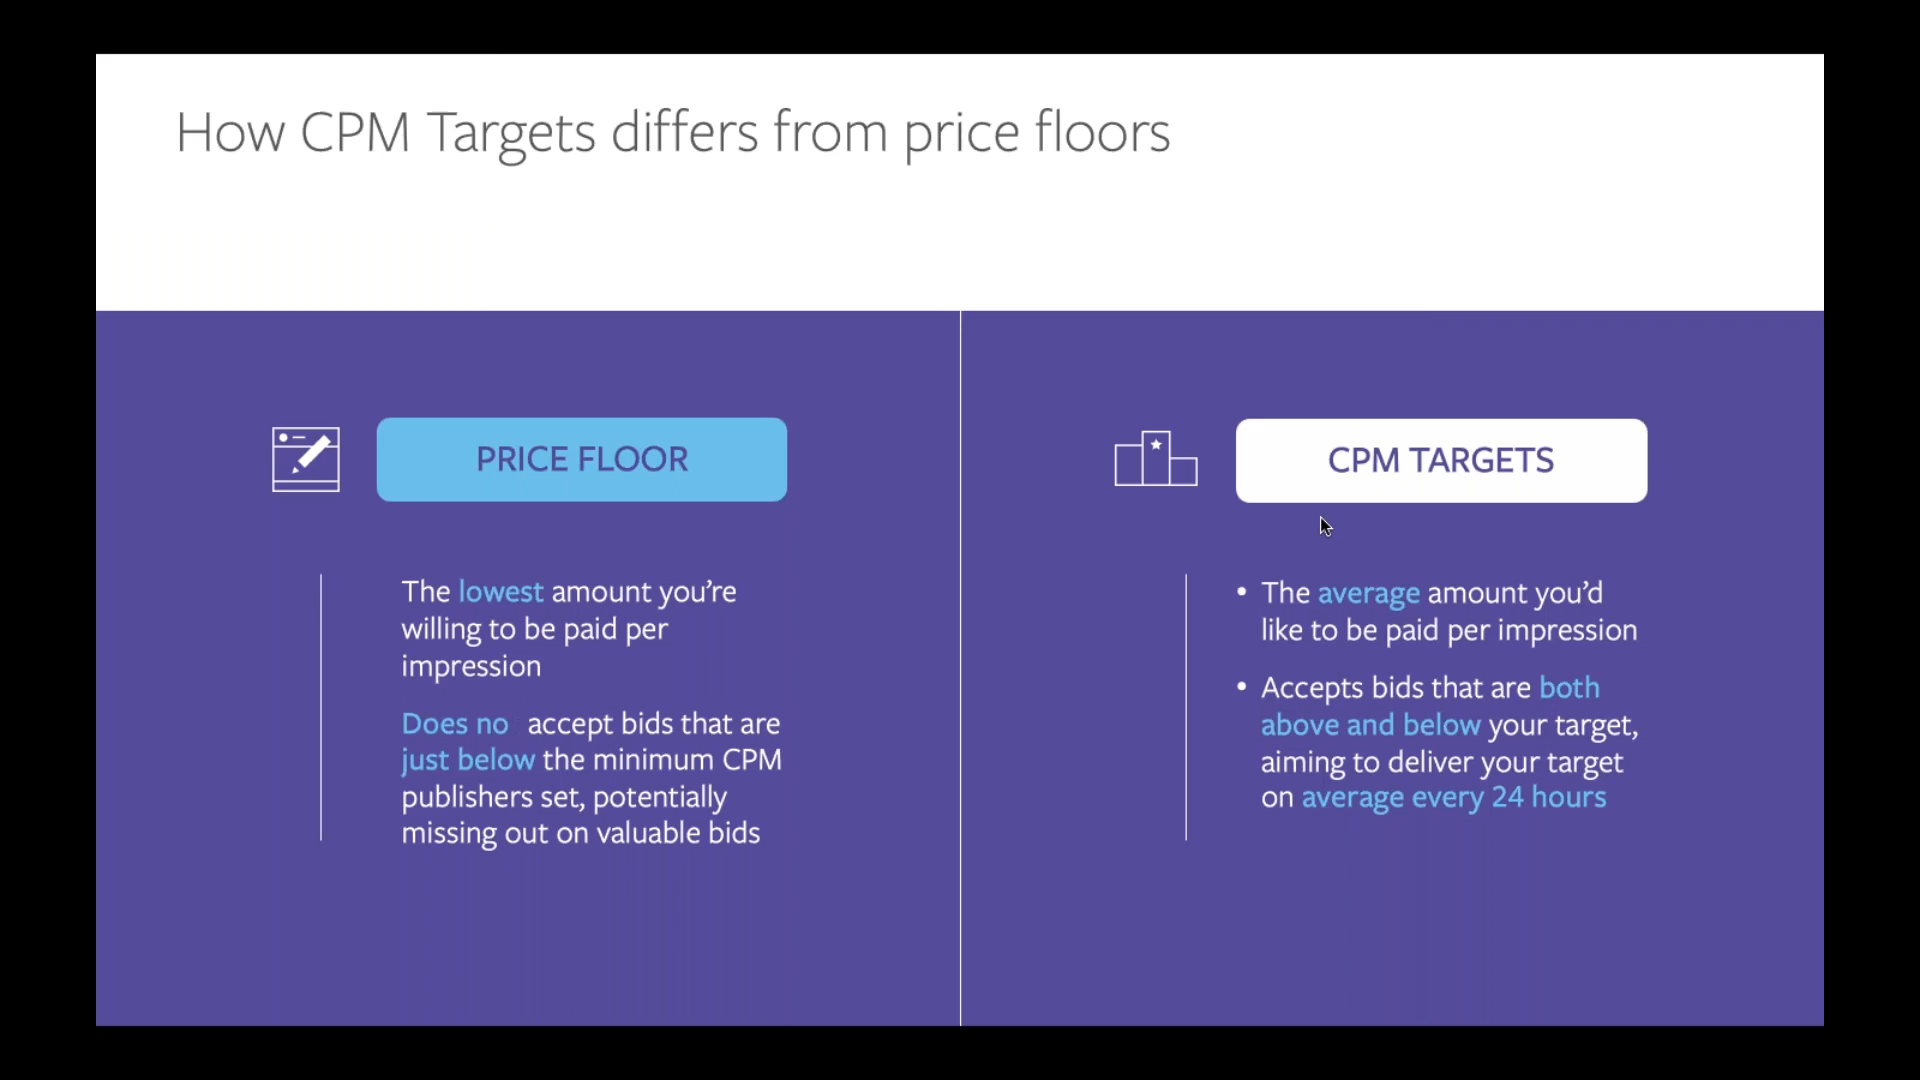 How CPM Targets differs from price floors
PRICE FLOOR
The lowest amount you're
willing to be paid per
impression
Does no accept bids that are
just below the minimum CPM
publishers set, potentially
missing out on valuable bids
CPM TARGETS
• The average amount you'd
like to be paid per impression
• Accepts bids that are both
above and below your target,
aiming to deliver your target
on average every 24 hours